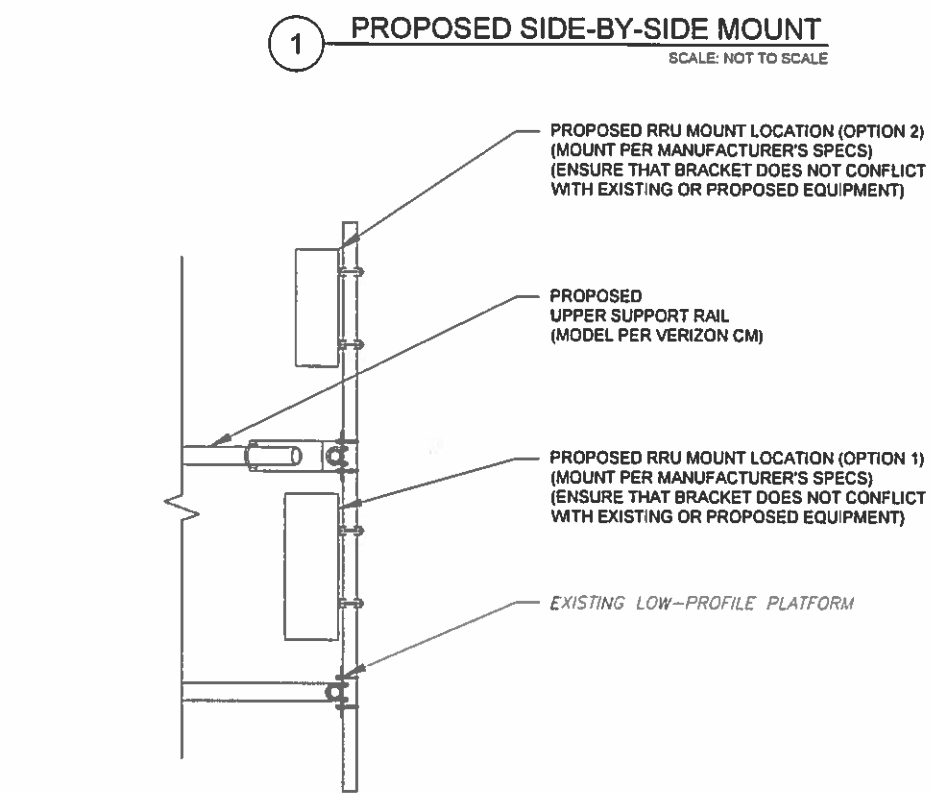 1 PROPOSED SIDE-BY-SIDE MOUNT
SCALE: NOT TO SCALE
PROPOSED RRU MOUNT LOCATION (OPTION 2)
(MOUNT PER MANUFACTURER'S SPECS)
(ENSURE THAT BRACKET DOES NOT CONFLICT
WITH EXISTING OR PROPOSED EQUIPMENT)
PROPOSED
UPPER SUPPORT RAIL
(MODEL PER VERIZON CM)
PROPOSED RRU MOUNT LOCATION (OPTION 1)
(MOUNT PER MANUFACTURER'S SPECS)
(ENSURE THAT BRACKET DOES NOT CONFLICT
WITH EXISTING OR PROPOSED EQUIPMENT)
EXISTING LOW-PROFILE PLATFORM